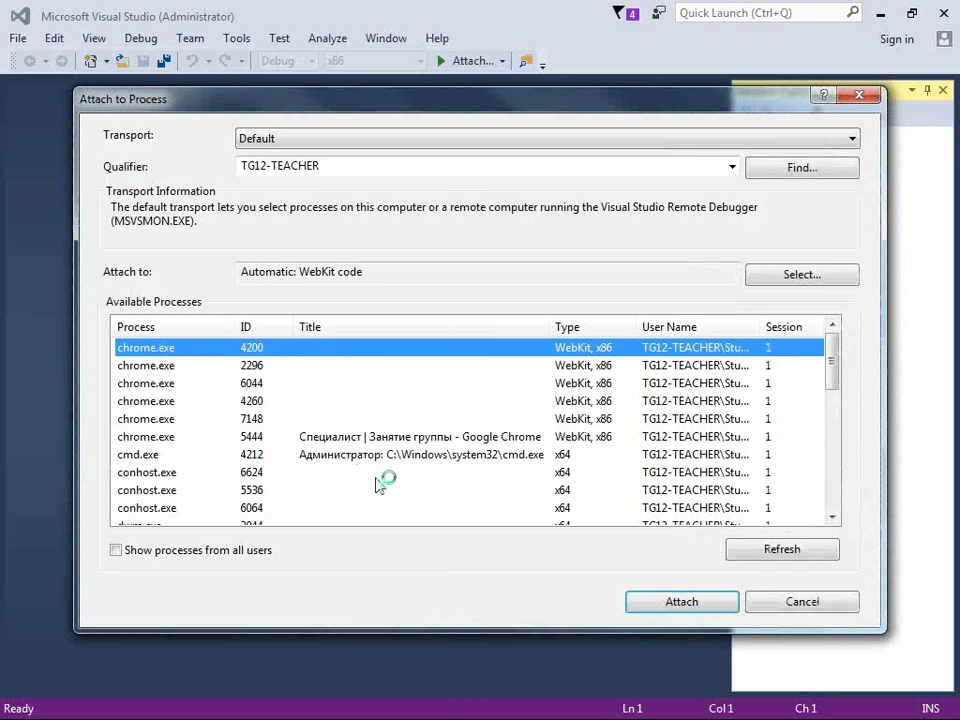 Microsoft Visual Studio (Administrator)
4
Quick Launch (Ctrl+Q)
File Edit View Debug Team Tools Test Analyze Window Help
Sign in
Debug x86 Attach...
Attach to Process
Transport: Default
Qualifier: TG12-TEACHER Find...
Transport Information
The default transport lets you select processes on this computer or a remote computer running the Visual Studio Remote Debugger
(MSVSMON.EXE).
Attach to: Automatic: WebKit code Select...
Available Processes
Process ID Title Type User Name Session
chrome.exe 4200 WebKit, x86 TG12-TEACHER\Stu... 1
chrome.exe 2296 WebKit, x86 TG12-TEACHER\Stu... 1
chrome.exe 6044 WebKit, x86 TG12-TEACHER\Stu... 1
chrome.exe 4260 WebKit, x86 TG12-TEACHER\Stu... 1
chrome.exe 7148 WebKit, x86 TG12-TEACHER\Stu... 1
chrome.exe 5444 Специалист | Занятие группы - Google Chrome WebKit, x86 TG12-TEACHER\Stu... 1
cmd.exe 4212 Администратор: C:\Windows\system32\cmd.exe x64 TG12-TEACHER\Stu... 1
conhost.exe 6624 x64 TG12-TEACHER\Stu... 1
conhost.exe 5536 x64 TG12-TEACHER\Stu... 1
conhost.exe 6064 x64 TG12-TEACHER\Stu... 1
Show processes from all users
Refresh
Attach Cancel
Ready Ln 1 Col 1 Ch 1 INS